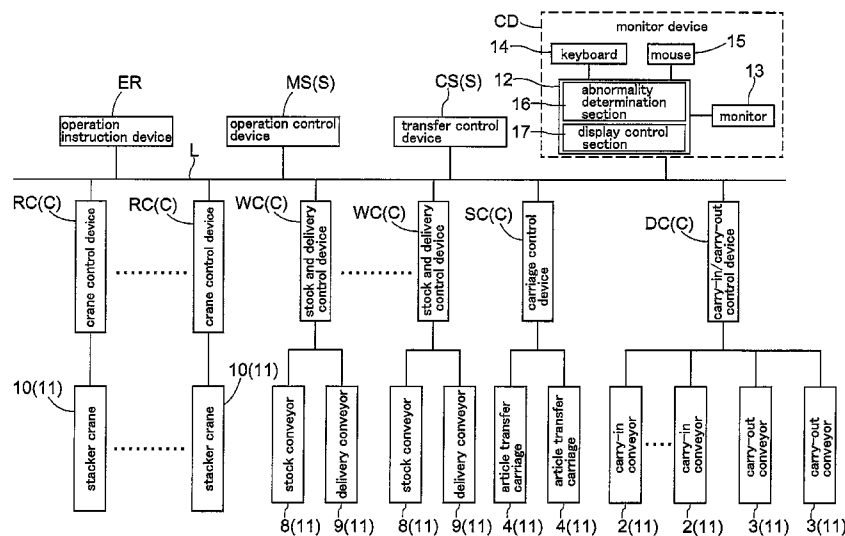 CD
monitor device
14
keyboard
mouse
15
12
16
abnormality
determination
section
17
display control
section
13
monitor
ER
operation
instruction device
MS(S)
operation control
device
CS(S)
transfer control
device
L
RC(C)
crane control device
RC(C)
crane control device
WC(C)
stock and delivery
control device
WC(C)
stock and delivery
control device
SC(C)
carriage control
device
DC(C)
carry-in/carry-out
control device
10(11)
stacker crane
10(11)
stacker crane
stock conveyor
delivery conveyor
stock conveyor
delivery conveyor
article transfer
carriage
article transfer
carriage
carry-in
conveyor
carry-in
conveyor
carry-out
conveyor
carry-out
conveyor
8(11)
9(11)
8(11)
9(11)
4(11)
4(11)
2(11)
2(11)
3(11)
3(11)